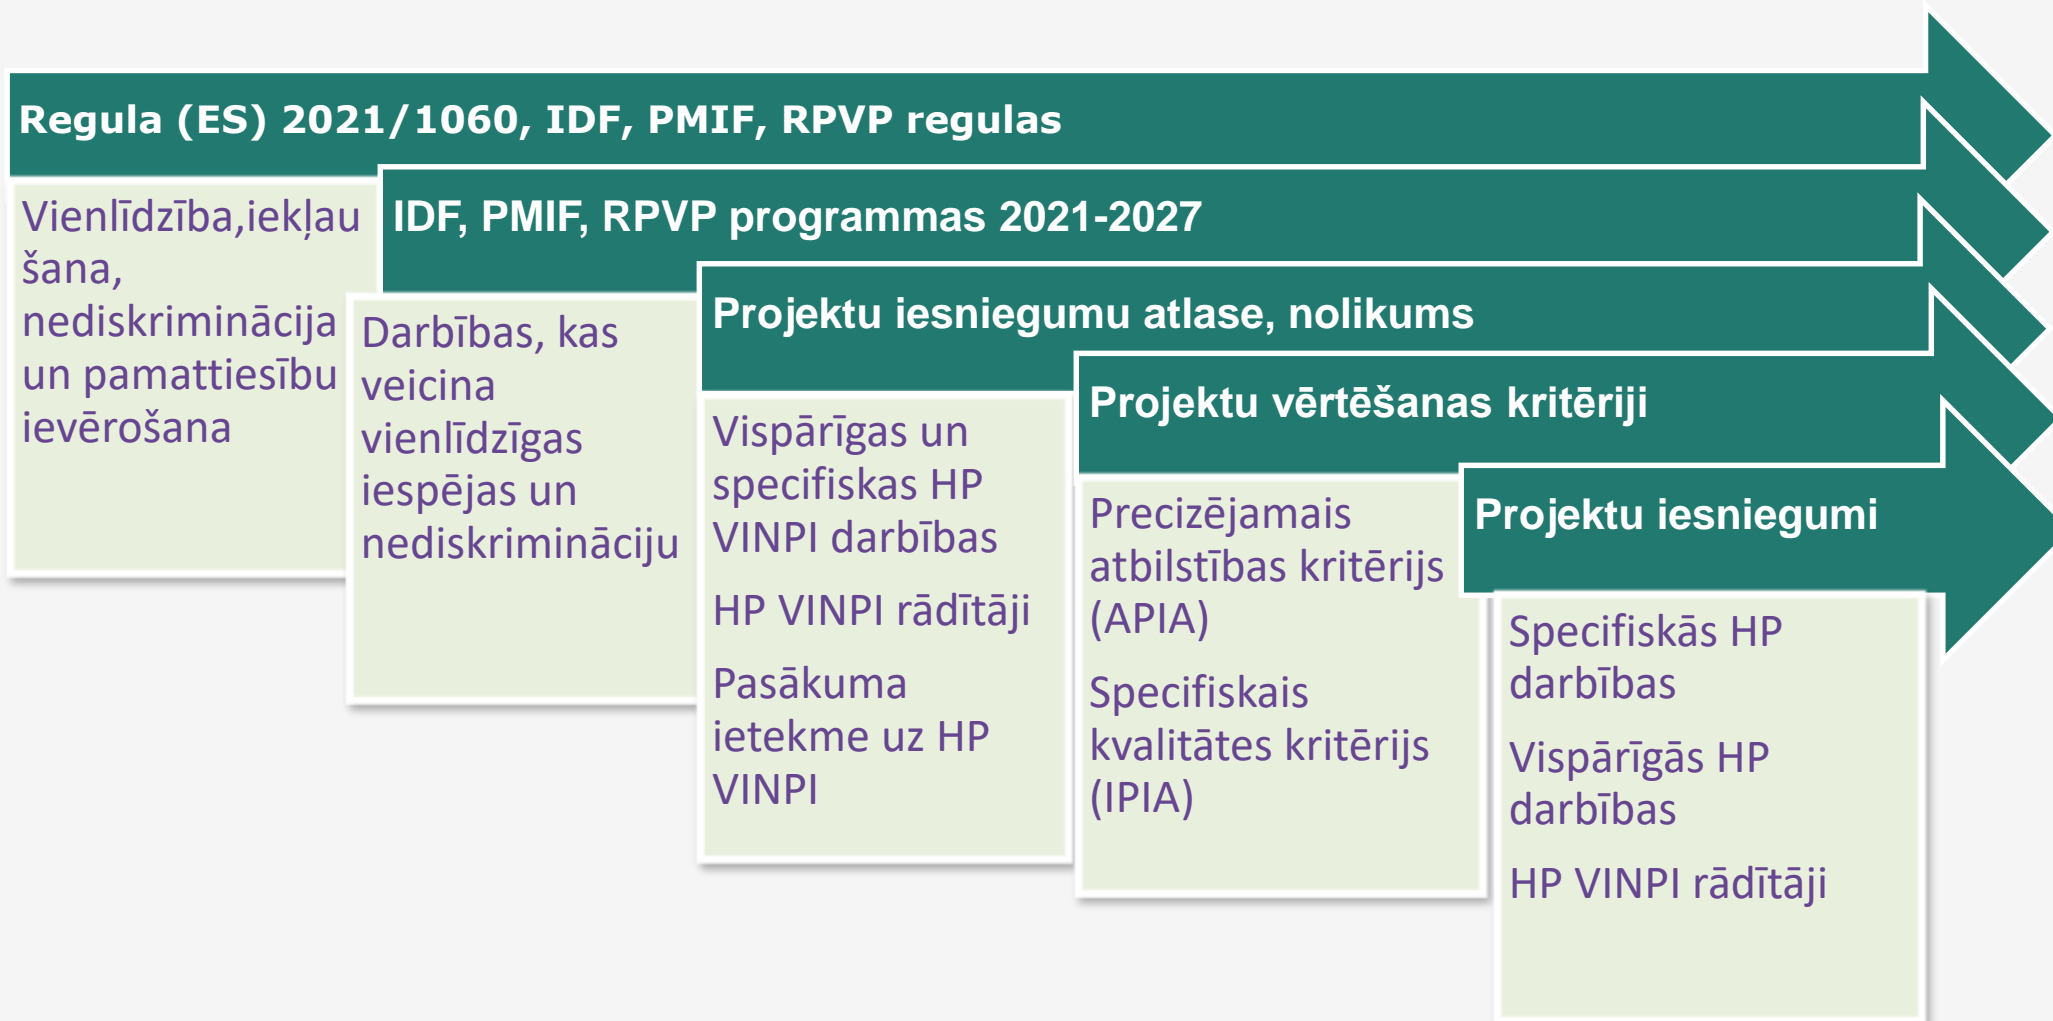 Regula (ES) 2021/1060, IDF, PMIF, RPVP regulas
Vienlīdzība,iekļau
šana,
nediskriminācija
un pamattiesību
ievērošana
IDF, PMIF, RPVP programmas 2021-2027
Darbības, kas
veicina
vienlīdzīgas
iespējas un
nediskrimināciju
Projektu iesniegumu atlase, nolikums
Vispārīgas un
specifiskas HP
VINPI darbības
HP VINPI rādītāji
Pasākuma
ietekme uz HP
VINPI
Projektu vērtēšanas kritēriji
Precizējamais
atbilstības kritērijs
(APIA)
Specifiskais
kvalitātes kritērijs
(IPIA)
Projektu iesniegumi
Specifiskās HP
darbības
Vispārīgās HP
darbības
HP VINPI rādītāji